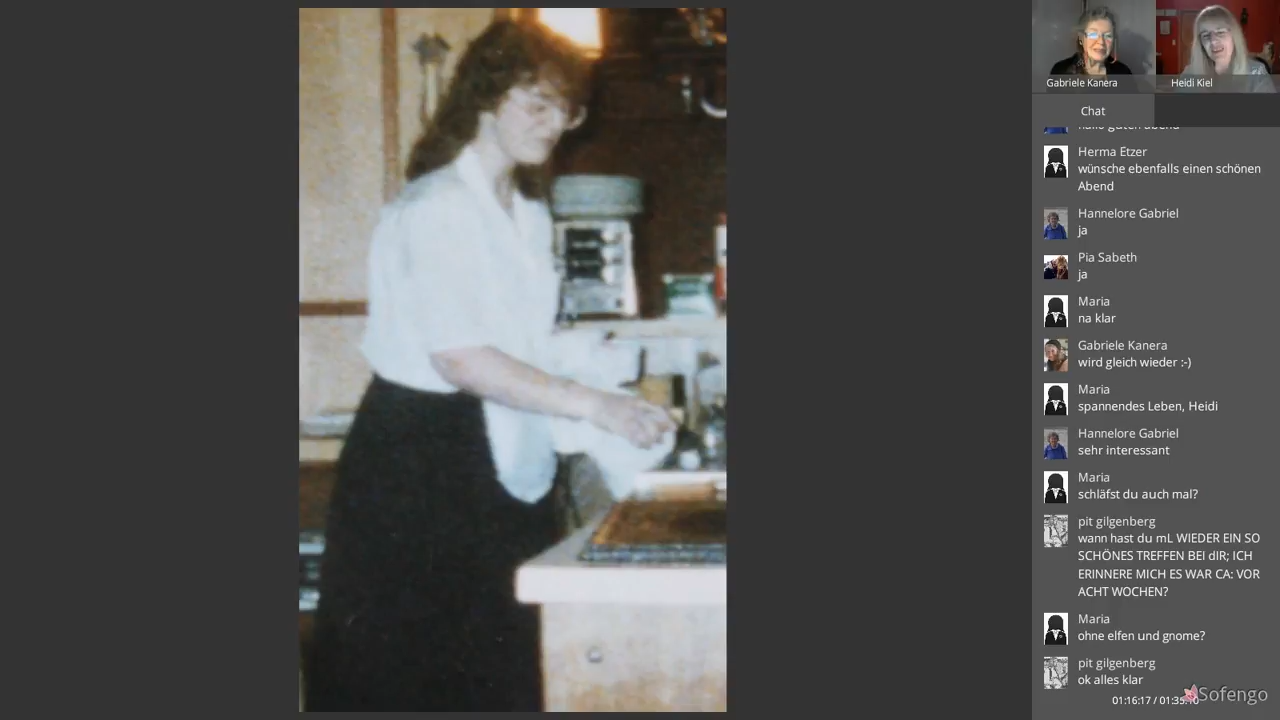 Gabriele Kanera
Heidi Kiel
Chat
hallo guten abend
Herma Etzer
wünsche ebenfalls einen schönen
Abend
Hannelore Gabriel
ja
Pia Sabeth
ja
Maria
na klar
Gabriele Kanera
wird gleich wieder :-)
Maria
spannendes Leben, Heidi
Hannelore Gabriel
sehr interessant
Maria
schläfst du auch mal?
pit gilgenberg
wann hast du mL WIEDER EIN SO
SCHÖNES TREFFEN BEI dIR; ICH
ERINNERE MICH ES WAR CA: VOR
ACHT WOCHEN?
Maria
ohne elfen und gnome?
pit gilgenberg
ok alles klar
Sofengo
01:16:17 /